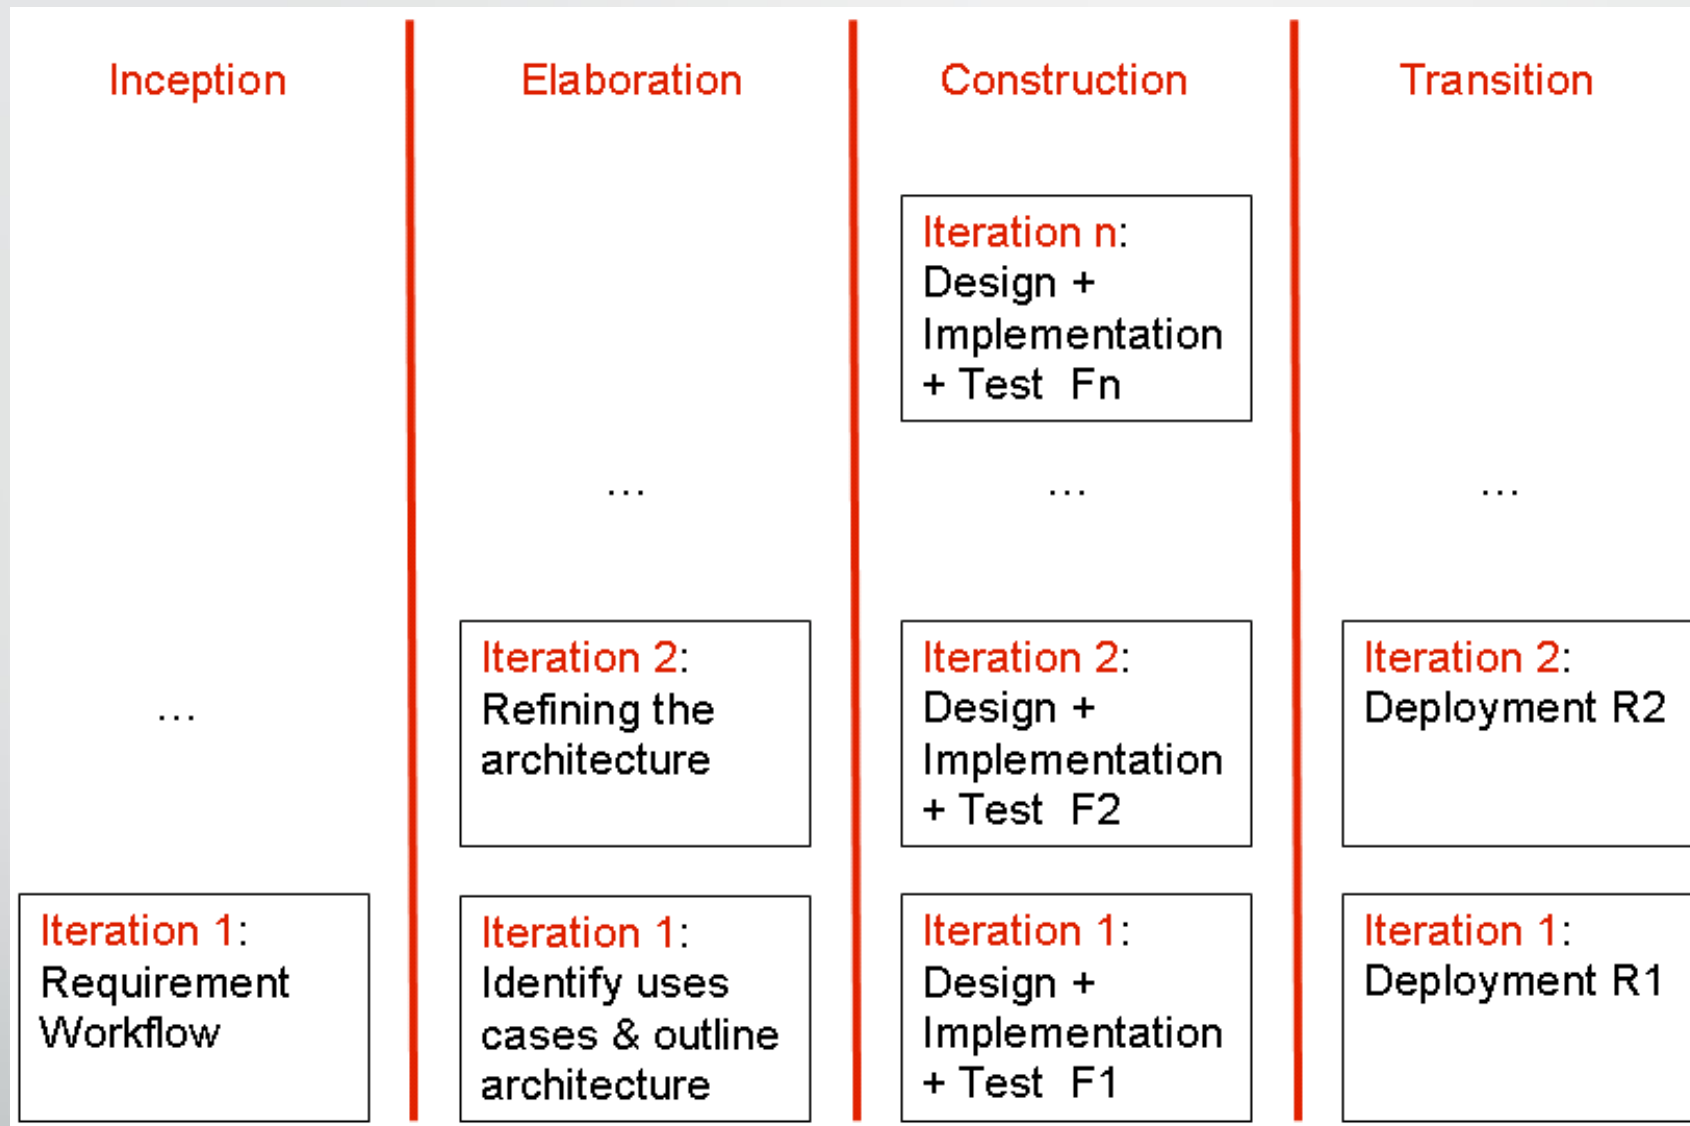 Inception
Elaboration
Construction
Transition
Iteration n:
Design +
Implementation
+ Test Fn
...
...
...
...
Iteration 2:
Refining the
architecture
Iteration 2:
Design +
Implementation
+ Test F2
Iteration 2:
Deployment R2
Iteration 1:
Requirement
Workflow
Iteration 1:
Identify uses
cases & outline
architecture
Iteration 1:
Design +
Implementation
+ Test F1
Iteration 1:
Deployment R1